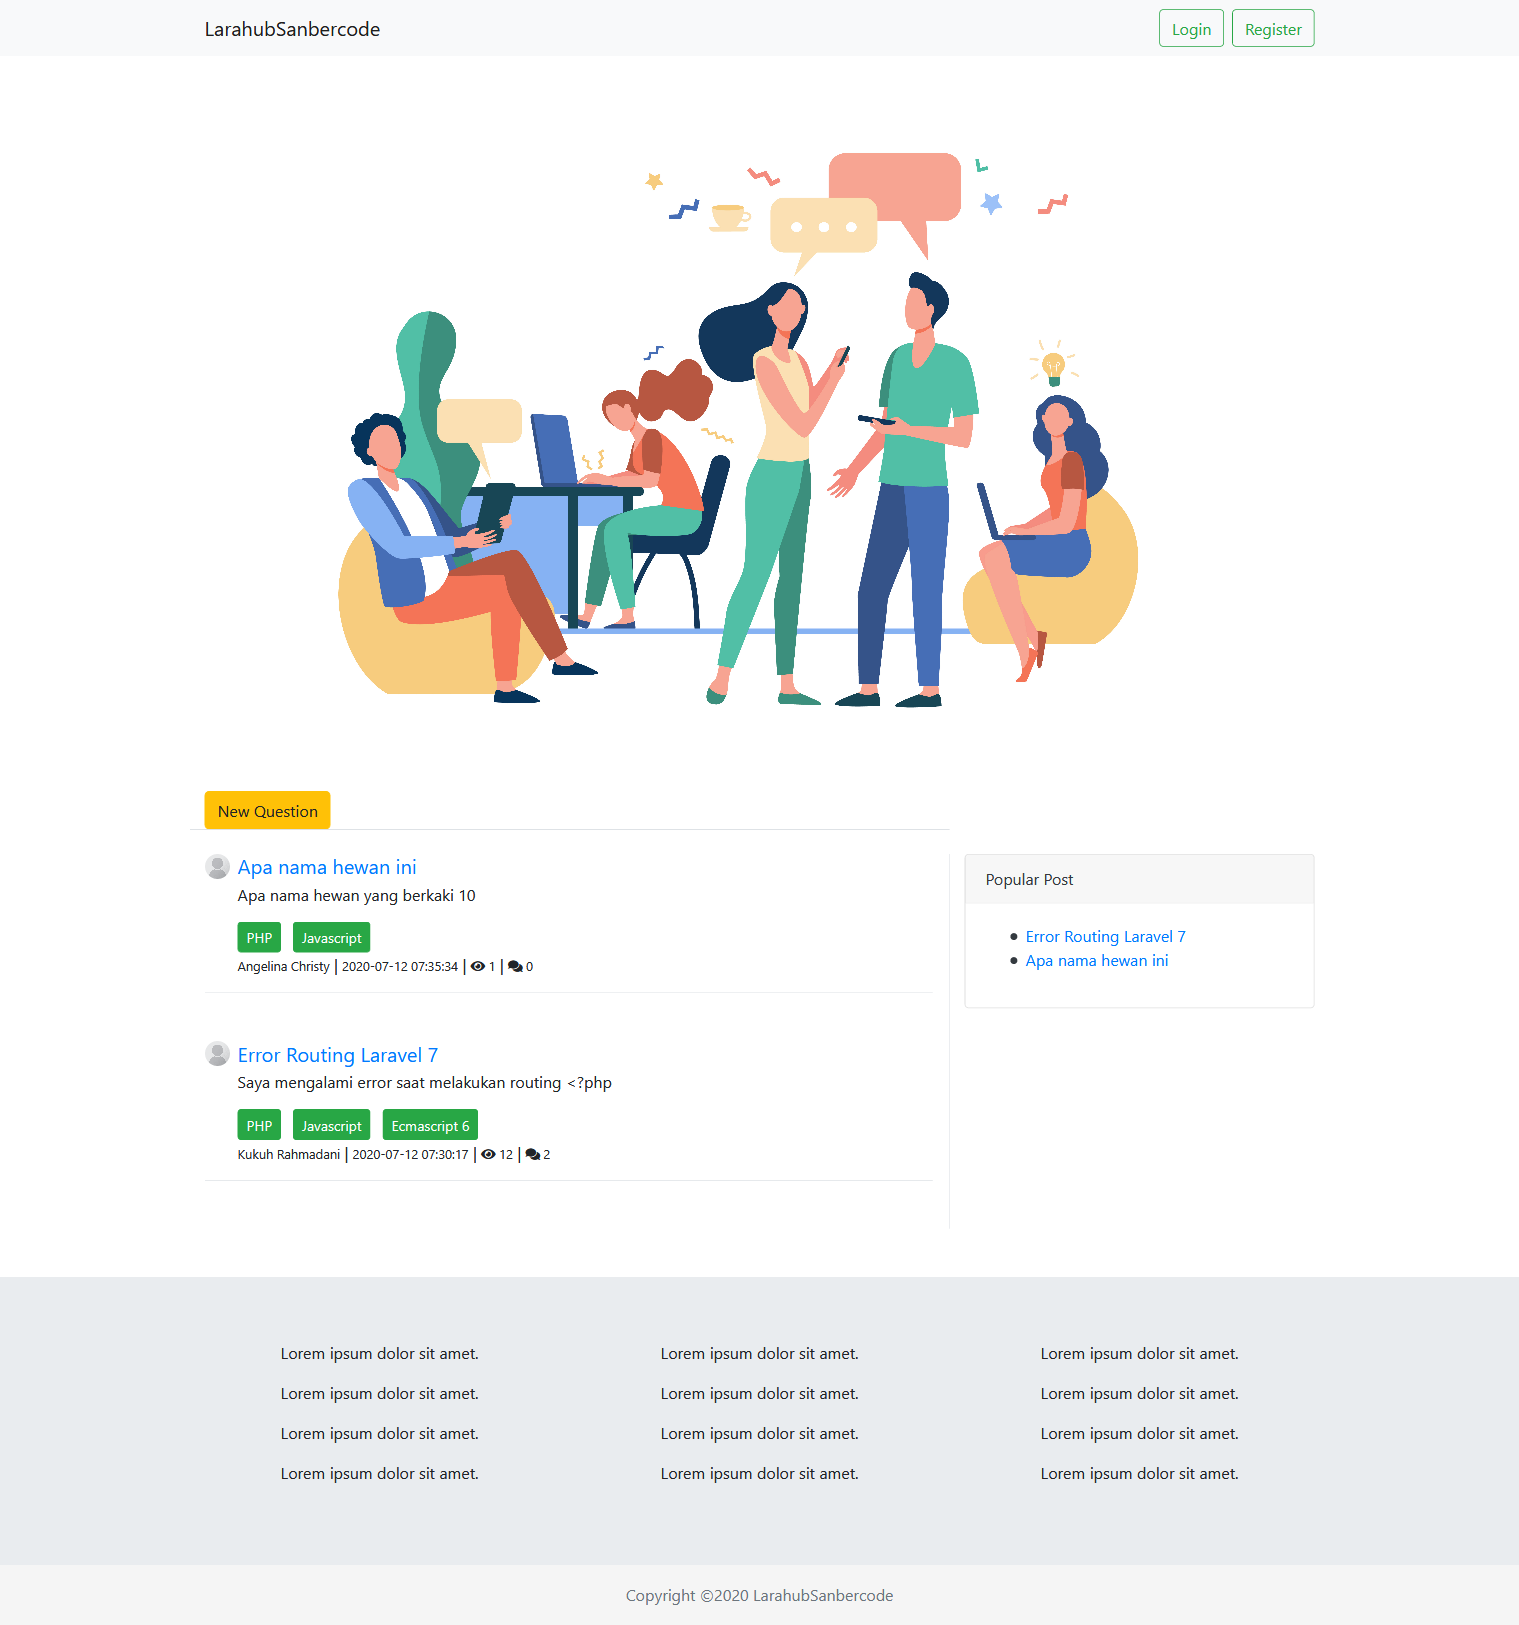 LarahubSanbercode
Login
Register
New Question
Apa nama hewan ini
Apa nama hewan yang berkaki 10
PHP
Javascript
Angelina Christy | 2020-07-12 07:35:34 | 1 | 0
Error Routing Laravel 7
Saya mengalami error saat melakukan routing <?php
PHP
Javascript
Ecmascript 6
Kukuh Rahmadani | 2020-07-12 07:30:17 | 12 | 2
Popular Post
Error Routing Laravel 7
Apa nama hewan ini
Lorem ipsum dolor sit amet.
Lorem ipsum dolor sit amet.
Lorem ipsum dolor sit amet.
Lorem ipsum dolor sit amet.
Lorem ipsum dolor sit amet.
Lorem ipsum dolor sit amet.
Lorem ipsum dolor sit amet.
Lorem ipsum dolor sit amet.
Lorem ipsum dolor sit amet.
Lorem ipsum dolor sit amet.
Lorem ipsum dolor sit amet.
Lorem ipsum dolor sit amet.
Copyright ©2020 LarahubSanbercode